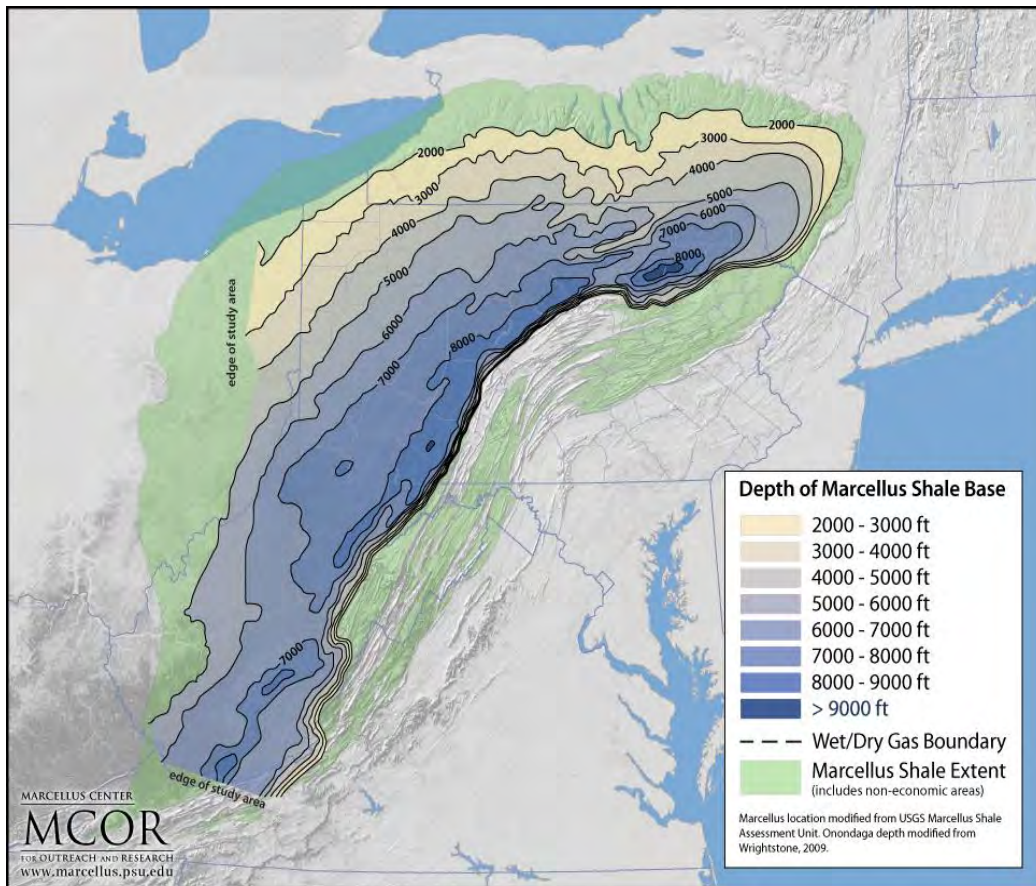 2000
3000
2000
3000
4000
2000
3000
4000
5000
6000
7000
8000
5000
6000
7000
8000
edge of study area
7000
edge of study area
Depth of Marcellus Shale Base
2000 - 3000 ft
3000 - 4000 ft
4000 - 5000 ft
5000 - 6000 ft
6000 - 7000 ft
7000 - 8000 ft
8000 - 9000 ft
> 9000 ft
Wet/Dry Gas Boundary
Marcellus Shale Extent
(includes non-economic areas)
Marcellus location modified from USGS Marcellus Shale
Assessment Unit. Onondaga depth modified from
Wrightstone, 2009.
MARCELLUS CENTER
MCOR
FOR OUTREACH AND RESEARCH
www.marcellus.psu.edu